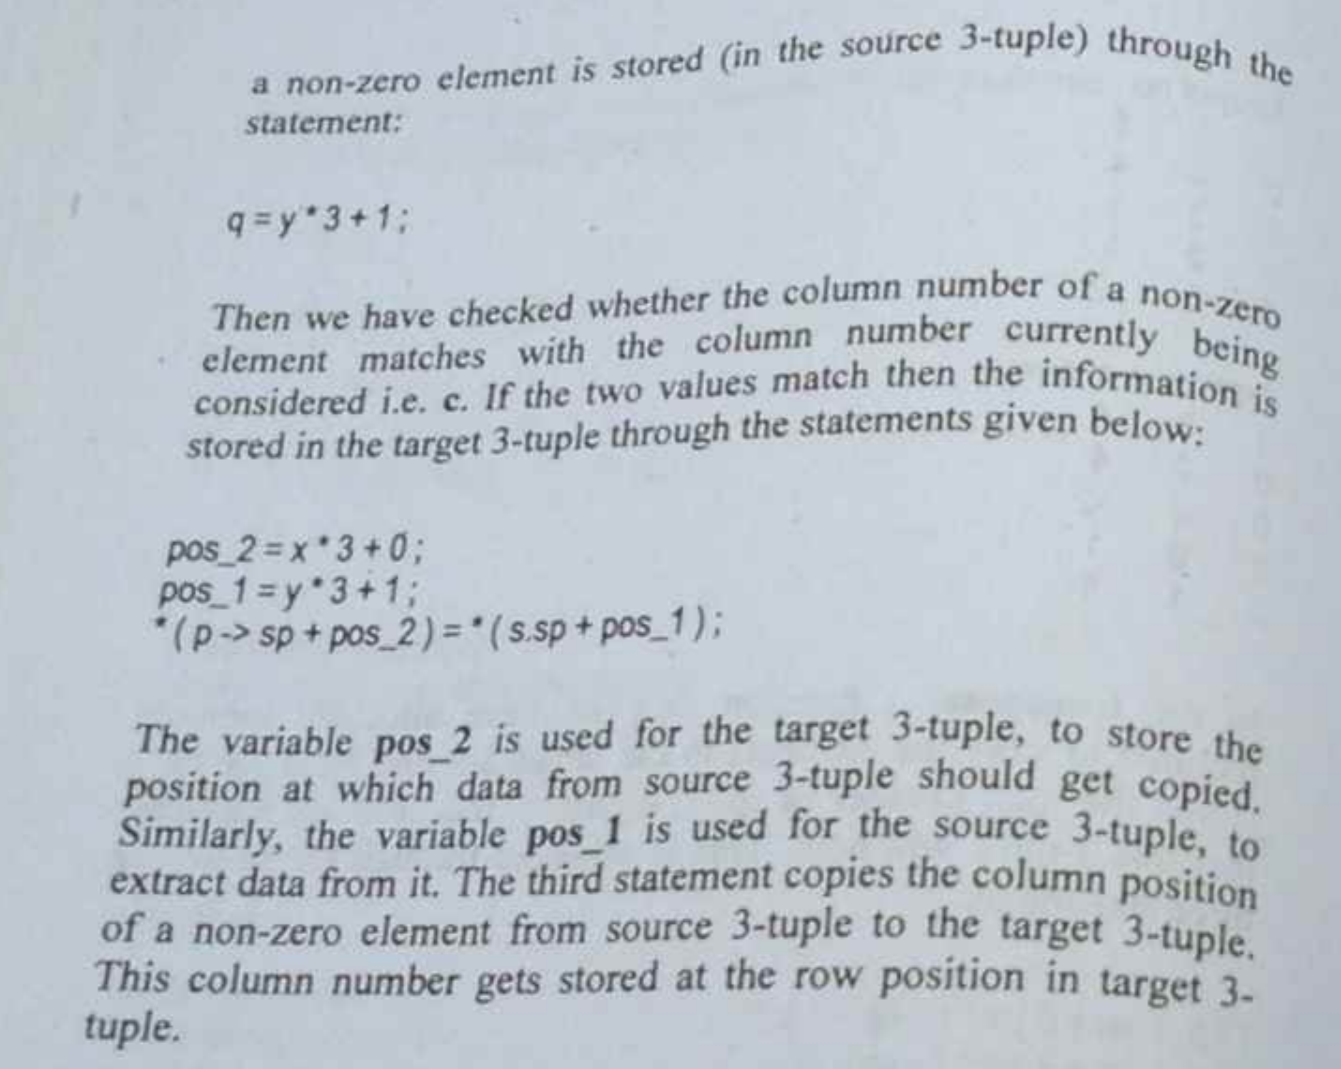 a non-zero element is stored (in the source 3-tuple) through the
statement:
q = y * 3 + 1 ;
Then we have checked whether the column number of a non-zero
element matches with the column number currently being
considered i.e. c. If the two values match then the information is
stored in the target 3-tuple through the statements given below:
pos_2 = x * 3 + 0 ;
pos_1 = y * 3 + 1 ;
* ( p -> sp + pos_2 ) = * ( s.sp + pos_1 ) ;
The variable pos_2 is used for the target 3-tuple, to store the
position at which data from source 3-tuple should get copied.
Similarly, the variable pos_1 is used for the source 3-tuple, to
extract data from it. The third statement copies the column position
of a non-zero element from source 3-tuple to the target 3-tuple.
This column number gets stored at the row position in target 3-
tuple.